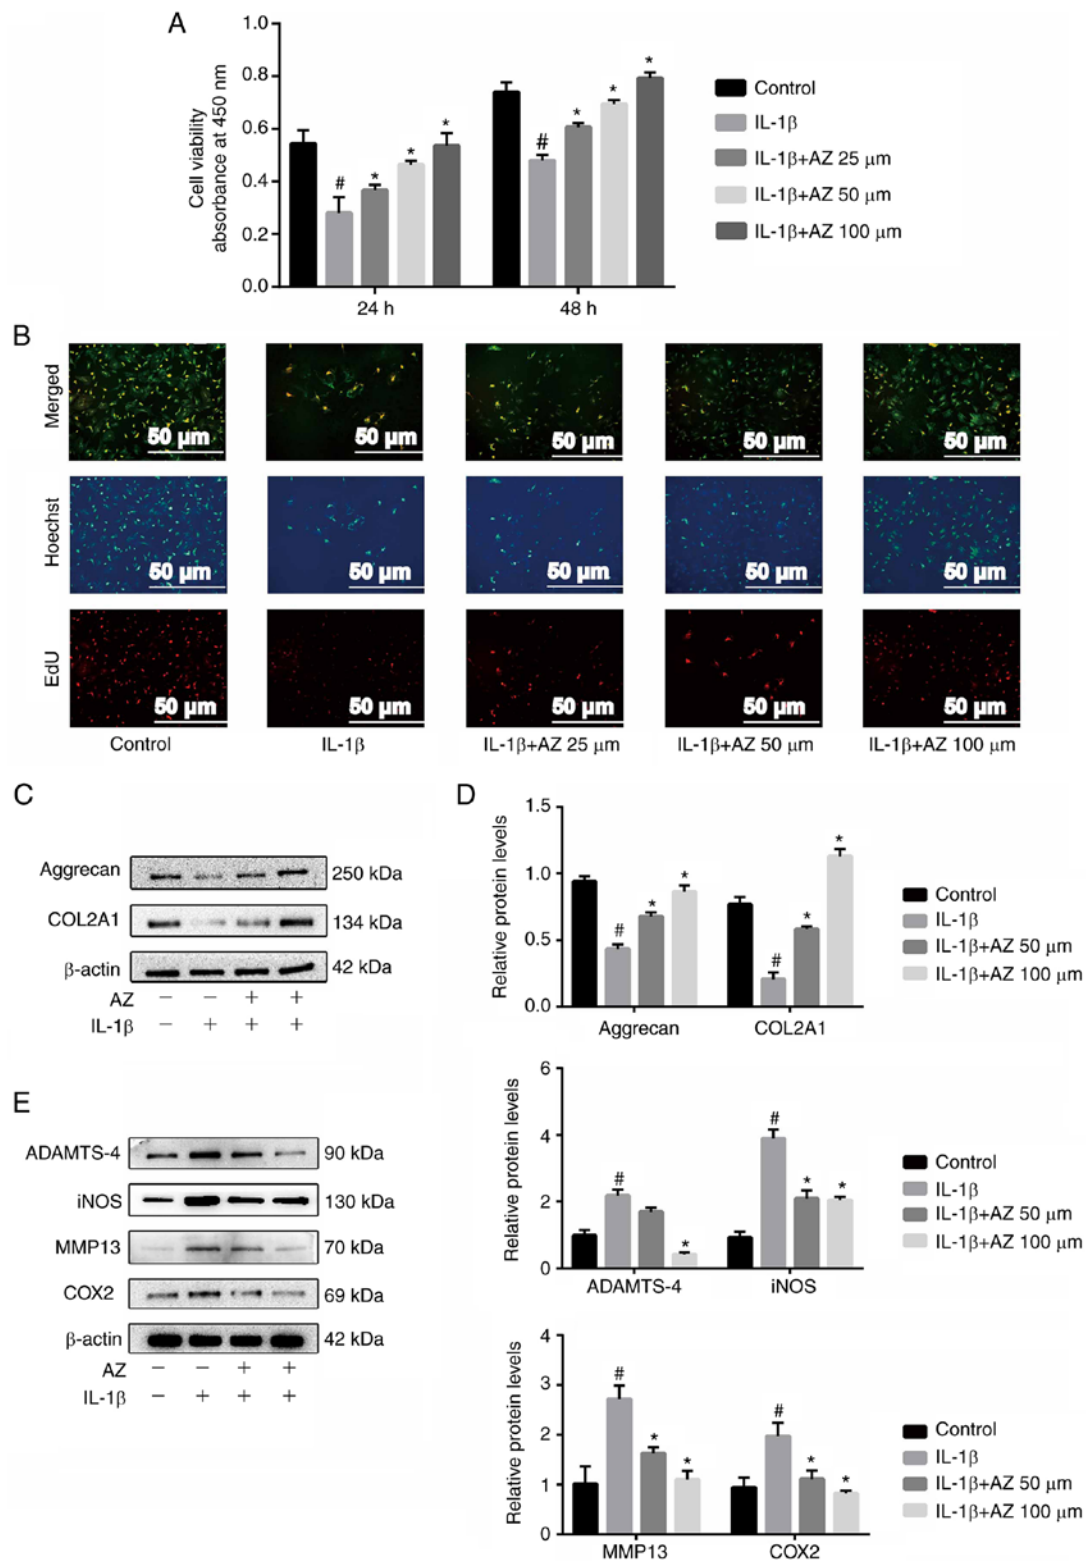 A
1.0
0.8
0.6
0.4
0.2
0.0
Cell viability
absorbance at 450 nm
# * * * # * * *
24 h 48 h
Control
IL-1β
IL-1β+AZ 25 μm
IL-1β+AZ 50 μm
IL-1β+AZ 100 μm
B
Merged
50 μm 50 μm 50 μm 50 μm 50 μm
Hoechst
50 μm 50 μm 50 μm 50 μm 50 μm
EdU
50 μm 50 μm 50 μm 50 μm 50 μm
Control IL-1β IL-1β+AZ 25 μm IL-1β+AZ 50 μm IL-1β+AZ 100 μm
C
Aggrecan 250 kDa
COL2A1 134 kDa
β-actin 42 kDa
AZ − − + +
IL-1β − + + +
D
Relative protein levels
1.5
1.0
0.5
0.0
# * * # * *
Aggrecan COL2A1
Control
IL-1β
IL-1β+AZ 50 μm
IL-1β+AZ 100 μm
E
ADAMTS-4 90 kDa
iNOS 130 kDa
MMP13 70 kDa
COX2 69 kDa
β-actin 42 kDa
AZ − − + +
IL-1β − + + +
Relative protein levels
6
4
2
0
# * # * *
ADAMTS-4 iNOS
Control
IL-1β
IL-1β+AZ 50 μm
IL-1β+AZ 100 μm
Relative protein levels
4
3
2
1
0
# * * # * *
MMP13 COX2
Control
IL-1β
IL-1β+AZ 50 μm
IL-1β+AZ 100 μm